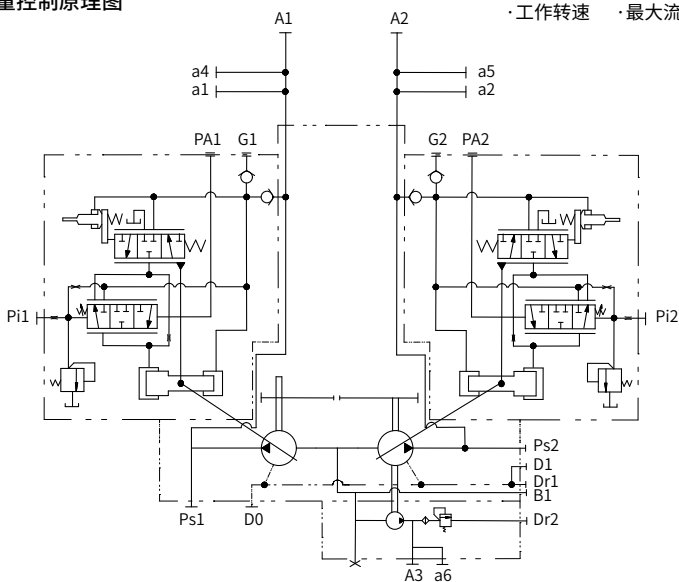 量控制原理图
·工作转速 ·最大流
A1 A2
a4 a5
a1 a2
PA1 G1 G2 PA2
Pi1 Pi2
Ps2
D1
Dr1
B1
Ps1 D0 Dr2
A3 a6